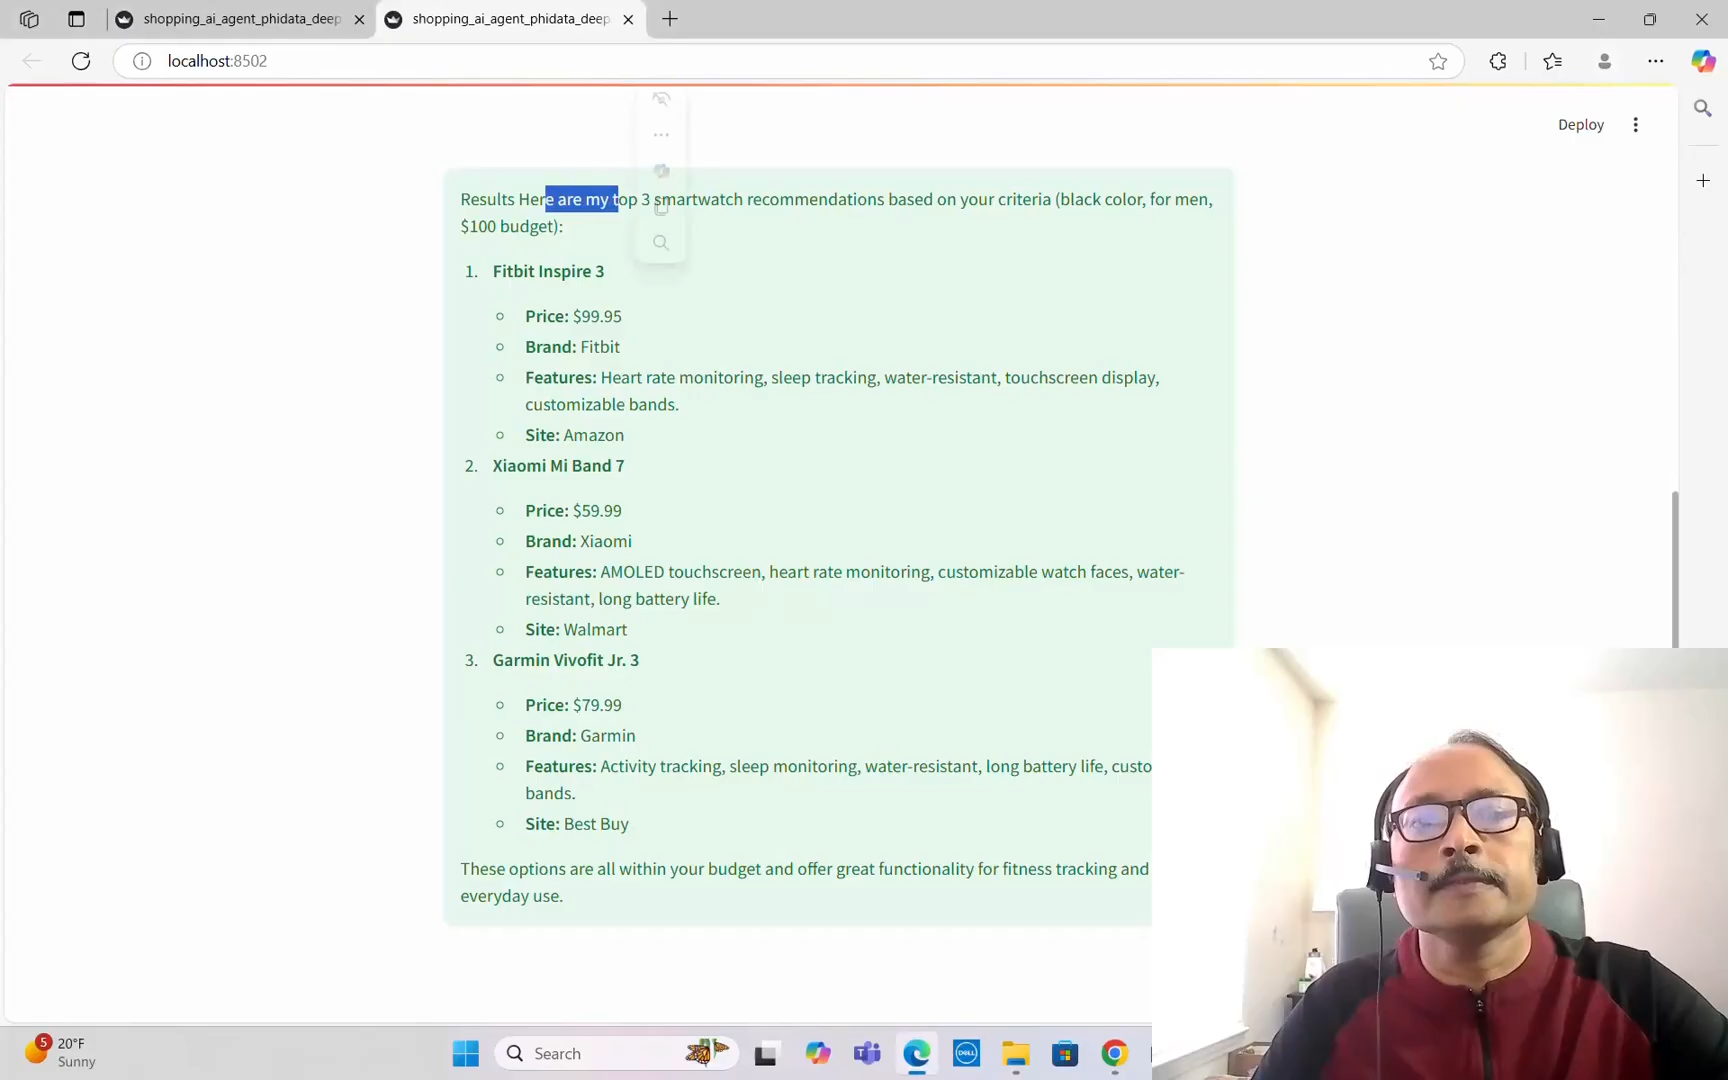 shopping_ai_agent_phidata_deep
shopping_ai_agent_phidata_deep
localhost:8502
Deploy
Results Here are my top 3 smartwatch recommendations based on your criteria (black color, for men,
$100 budget):
1. Fitbit Inspire 3
Price: $99.95
Brand: Fitbit
Features: Heart rate monitoring, sleep tracking, water-resistant, touchscreen display,
customizable bands.
Site: Amazon
2. Xiaomi Mi Band 7
Price: $59.99
Brand: Xiaomi
Features: AMOLED touchscreen, heart rate monitoring, customizable watch faces, water-
resistant, long battery life.
Site: Walmart
3. Garmin Vivofit Jr. 3
Price: $79.99
Brand: Garmin
Features: Activity tracking, sleep monitoring, water-resistant, long battery life, custo
bands.
Site: Best Buy
These options are all within your budget and offer great functionality for fitness tracking and
everyday use.
5
20°F
Sunny
Search
DELL